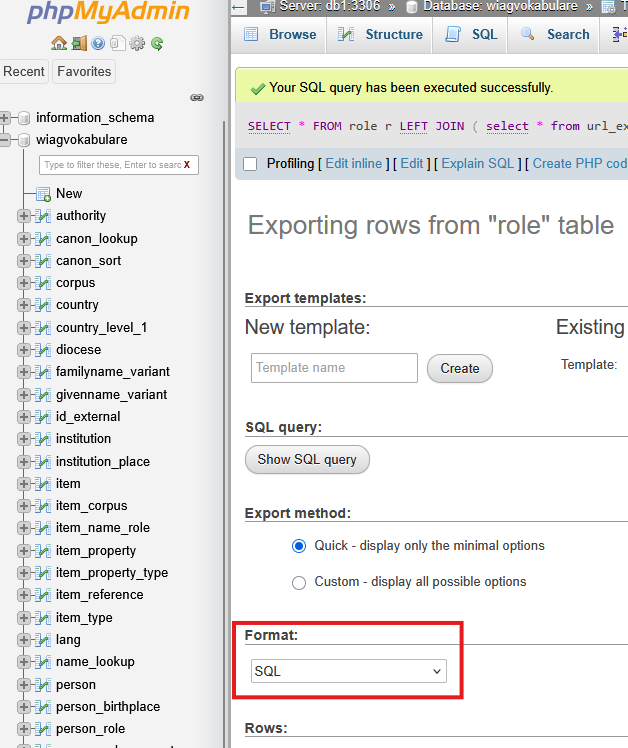 phpMyAdmin
Recent Favorites
information_schema
wiagvokabulare
Type to filter these, Enter to searc X
New
authority
canon_lookup
canon_sort
corpus
country
country_level_1
diocese
familyname_variant
givenname_variant
id_external
institution
institution_place
item
item_corpus
item_name_role
item_property
item_property_type
item_reference
item_type
lang
name_lookup
person
person_birthplace
person_role
← Server: db1:3306 » Database: wiagvokabulare »
Browse Structure SQL Search
Your SQL query has been executed successfully.
SELECT * FROM role r LEFT JOIN ( select * from url_ex
Profiling [ Edit inline ] [ Edit ] [ Explain SQL ] [ Create PHP cod
Exporting rows from "role" table
Export templates:
New template: Existing
Template name Create Template:
SQL query:
Show SQL query
Export method:
Quick - display only the minimal options
Custom - display all possible options
Format:
SQL
Rows: